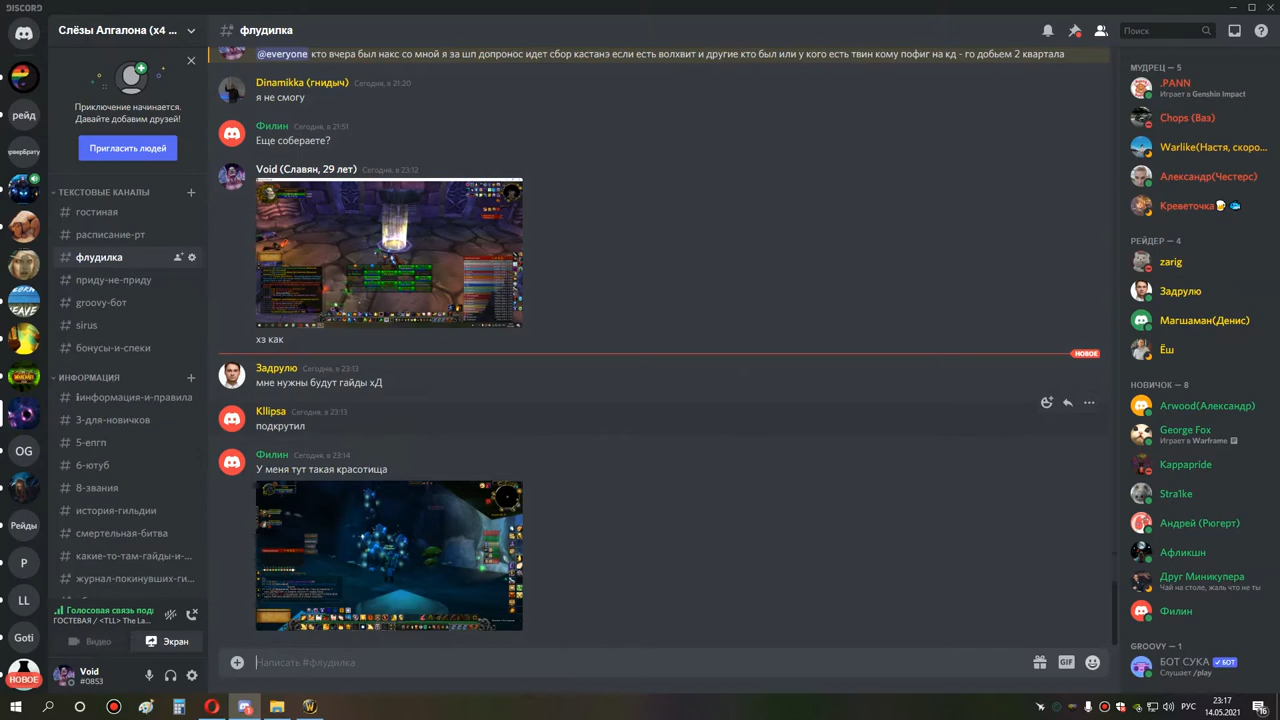 DISCORD
Слёзы Алгалона (x4 ...
флудилка
Поиск
Приключение начинается.
Давайте добавим друзей!
Пригласить людей
рейд
серверБрату
OG
Рейды
P
LL
Goti
НОВОЕ
ТЕКСТОВЫЕ КАНАЛЫ
гостиная
расписание-рт
флудилка
приду-не-приду
groovy-бот
sirus
бонусы-и-спеки
ИНФОРМАЦИЯ
информация-и-правила
3-для-новичков
5-епгп
6-ютуб
8-звания
история-гильдии
смертельная-битва
какие-то-там-гайды-и-...
журнал-покинувших-ги...
Голосовая связь подк
ГОСТЕВАЯ / <TLL> The La...
Видео
Экран
Void
#0853
@everyone кто вчера был накс со мной я за шп допронос идет сбор кастанэ если есть волхвит и другие кто был или у кого есть твин кому пофиг на кд - го добьем 2 квартала
Dinamikka (гнидыч) Сегодня, в 21:20
я не смогу
Филин Сегодня, в 21:51
Еще собераете?
Void (Славян, 29 лет) Сегодня, в 23:12
хз как
НОВОЕ
Задрулю Сегодня, в 23:13
мне нужны будут гайды хД
Kllipsa Сегодня, в 23:13
подкрутил
Филин Сегодня, в 23:14
У меня тут такая красотища
Написать #флудилка
GIF
МУДРЕЦ — 5
.PANN
Играет в Genshin Impact
Chops (Ваз)
Warlike(Настя, скоро...
Александр(Честерс)
Креветочка
РЕЙДЕР — 4
zarig
Задрулю
Магшаман(Денис)
Ёш
НОВИЧОК — 8
Arwood(Александр)
George Fox
Играет в Warframe
Kappapride
Stra1ke
Андрей (Рюгерт)
Афликшн
Друг Миникупера
Чай на столе, жаль что не ты
Филин
GROOVY — 1
БОТ СУКА БОТ
Слушает /play
РУС
23:17
14.05.2021
16